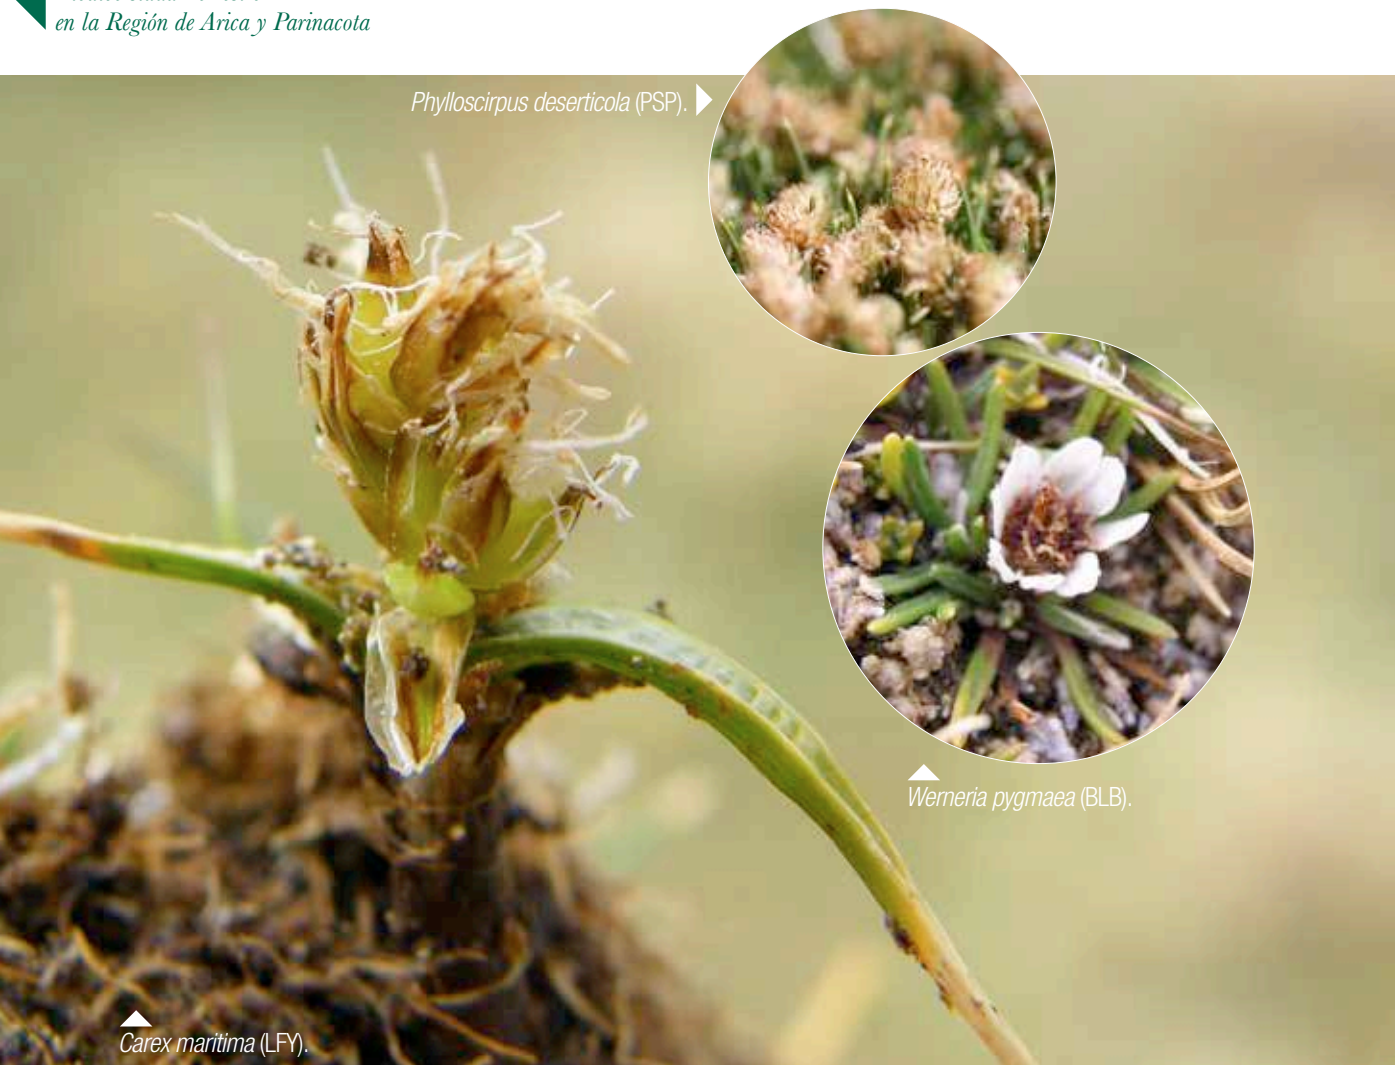 en la Región de Arica y Parinacota
Phylloscirpus deserticola (PSP).
Werneria pygmaea (BLB).
Carex maritima (LFY).